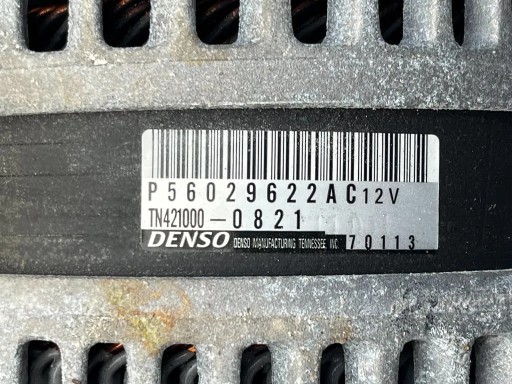 P56029622AC 12V
TN421000-0821
DENSO DENSO MANUFACTURING TENNESSEE INC. 70113